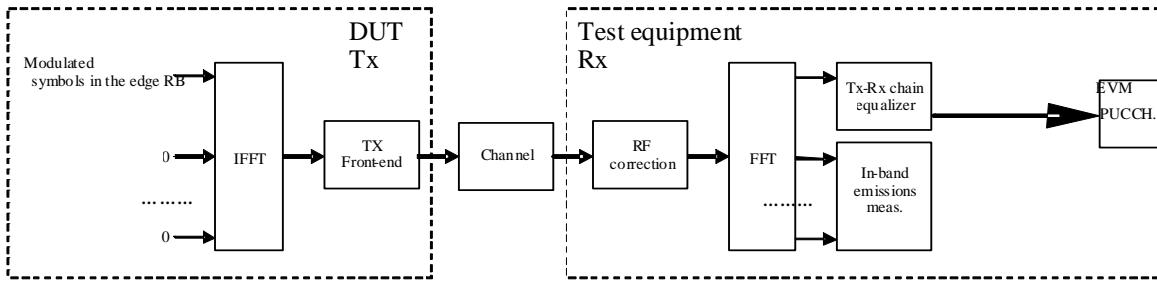 DUT
Tx
Modulated
symbols in the edge RB
0
………
0
IFFT
TX
Front-end
Channel
Test equipment
Rx
RF
correction
FFT
………
Tx-Rx chain
equalizer
In-band
emissions
meas.
EVM
PUCCH.